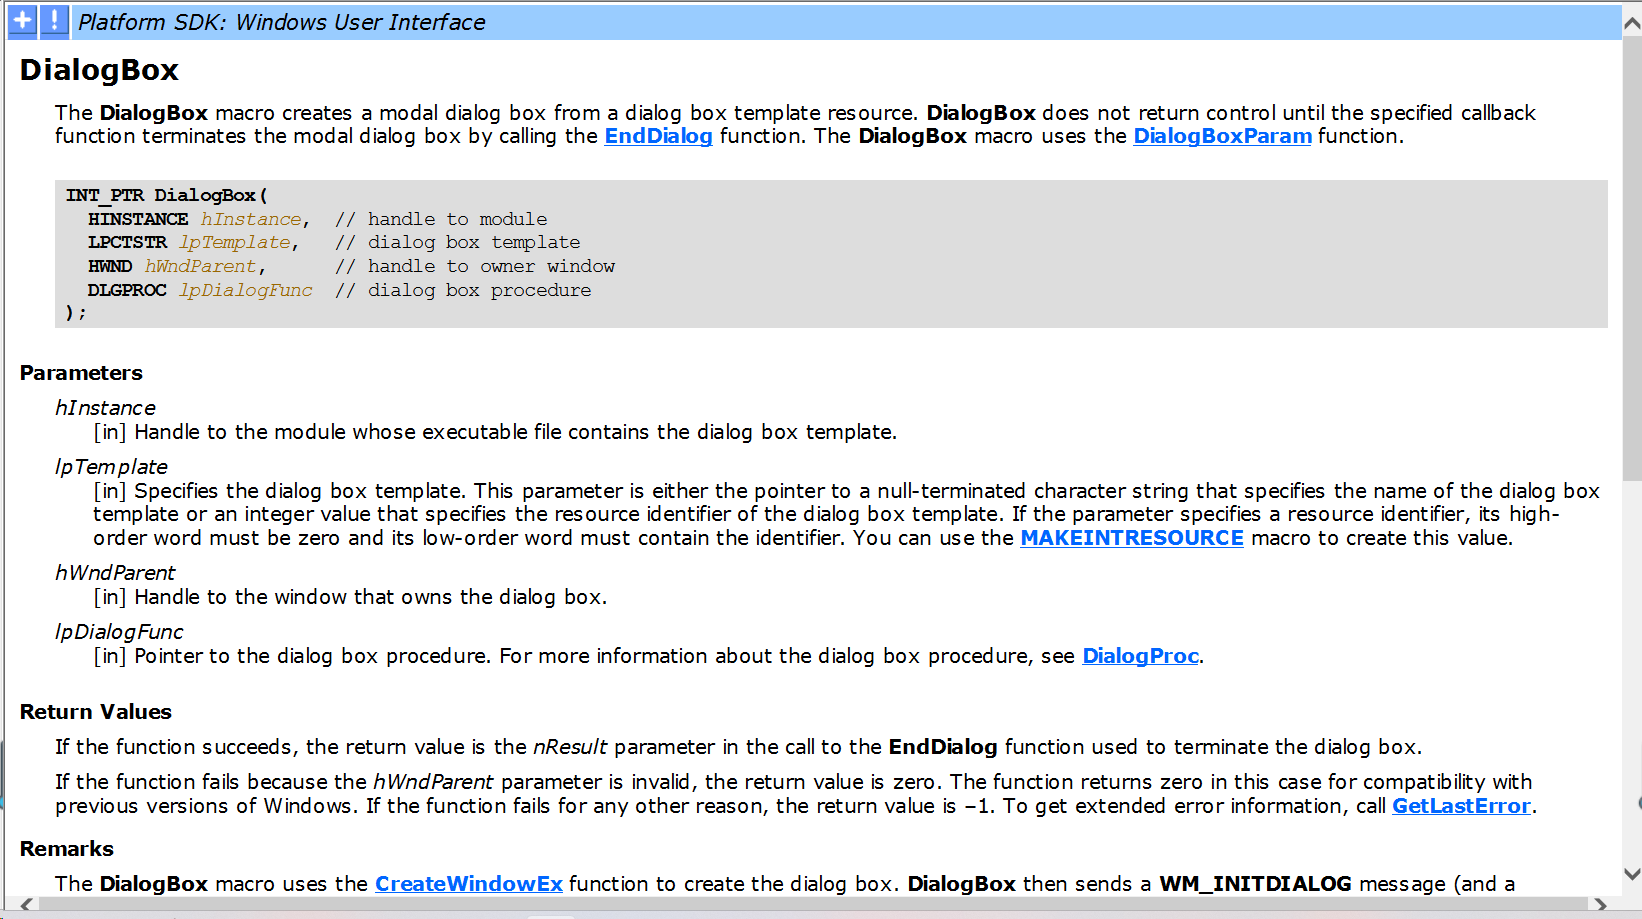 Platform SDK: Windows User Interface
DialogBox
The DialogBox macro creates a modal dialog box from a dialog box template resource. DialogBox does not return control until the specified callback
function terminates the modal dialog box by calling the EndDialog function. The DialogBox macro uses the DialogBoxParam function.
INT_PTR DialogBox(
  HINSTANCE hInstance,  // handle to module
  LPCTSTR lpTemplate,   // dialog box template
  HWND hWndParent,      // handle to owner window
  DLGPROC lpDialogFunc  // dialog box procedure
);
Parameters
hInstance
[in] Handle to the module whose executable file contains the dialog box template.
lpTemplate
[in] Specifies the dialog box template. This parameter is either the pointer to a null-terminated character string that specifies the name of the dialog box
template or an integer value that specifies the resource identifier of the dialog box template. If the parameter specifies a resource identifier, its high-
order word must be zero and its low-order word must contain the identifier. You can use the MAKEINTRESOURCE macro to create this value.
hWndParent
[in] Handle to the window that owns the dialog box.
lpDialogFunc
[in] Pointer to the dialog box procedure. For more information about the dialog box procedure, see DialogProc.
Return Values
If the function succeeds, the return value is the nResult parameter in the call to the EndDialog function used to terminate the dialog box.
If the function fails because the hWndParent parameter is invalid, the return value is zero. The function returns zero in this case for compatibility with
previous versions of Windows. If the function fails for any other reason, the return value is –1. To get extended error information, call GetLastError.
Remarks
The DialogBox macro uses the CreateWindowEx function to create the dialog box. DialogBox then sends a WM_INITDIALOG message (and a